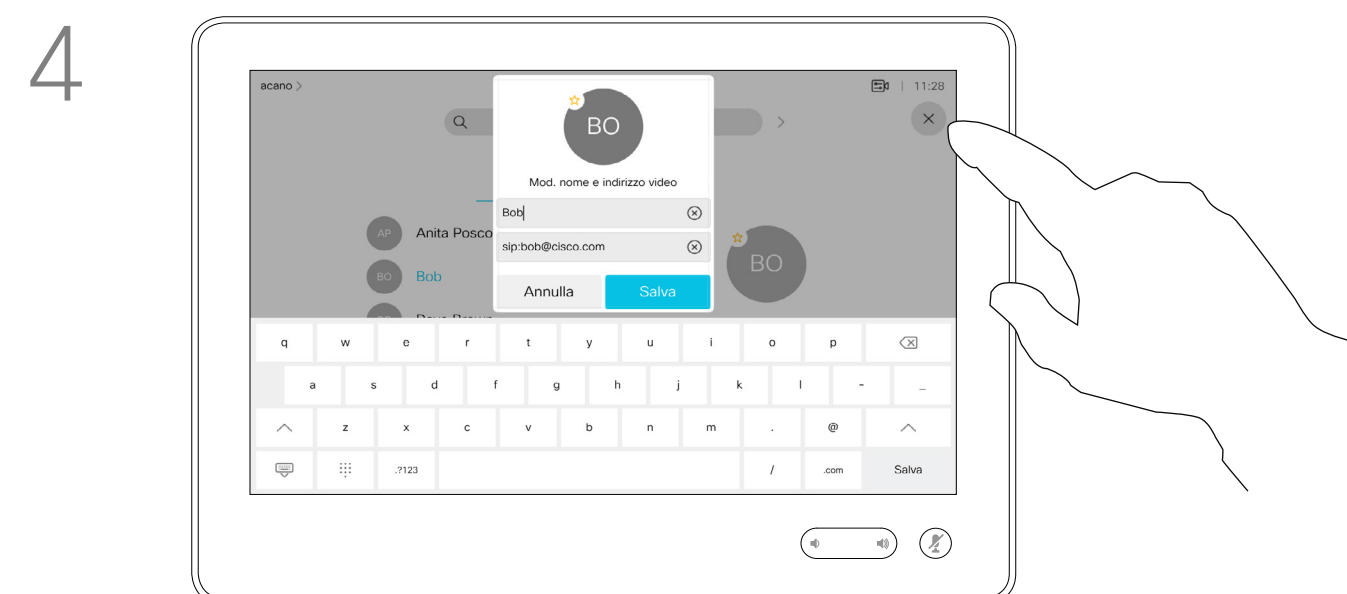 4
acano >
11:28
BO
Mod. nome e indirizzo video
Bob
sip:bob@cisco.com
Annulla Salva
AP Anita Posco
BO Bob
BO
q w e r t y u i o p
a s d f g h j k l - _
z x c v b n m . @
.?123 / .com Salva